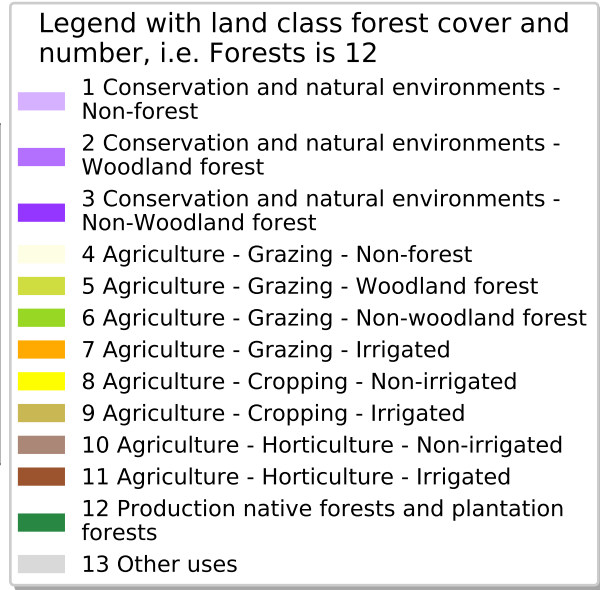 Legend with land class forest cover and
number, i.e. Forests is 12
1 Conservation and natural environments -
Non-forest
2 Conservation and natural environments -
Woodland forest
3 Conservation and natural environments -
Non-Woodland forest
4 Agriculture - Grazing - Non-forest
5 Agriculture - Grazing - Woodland forest
6 Agriculture - Grazing - Non-woodland forest
7 Agriculture - Grazing - Irrigated
8 Agriculture - Cropping - Non-irrigated
9 Agriculture - Cropping - Irrigated
10 Agriculture - Horticulture - Non-irrigated
11 Agriculture - Horticulture - Irrigated
12 Production native forests and plantation
forests
13 Other uses